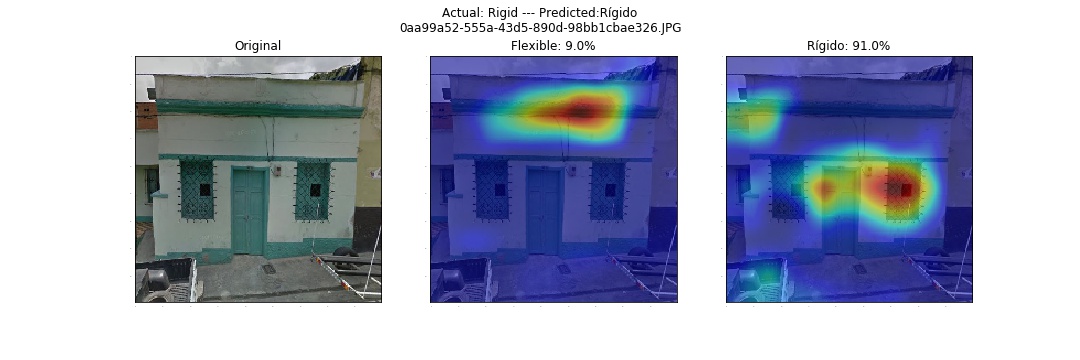 Actual: Rigid --- Predicted:Rígido
0aa99a52-555a-43d5-890d-98bb1cbae326.JPG
Original
Flexible: 9.0%
Rígido: 91.0%